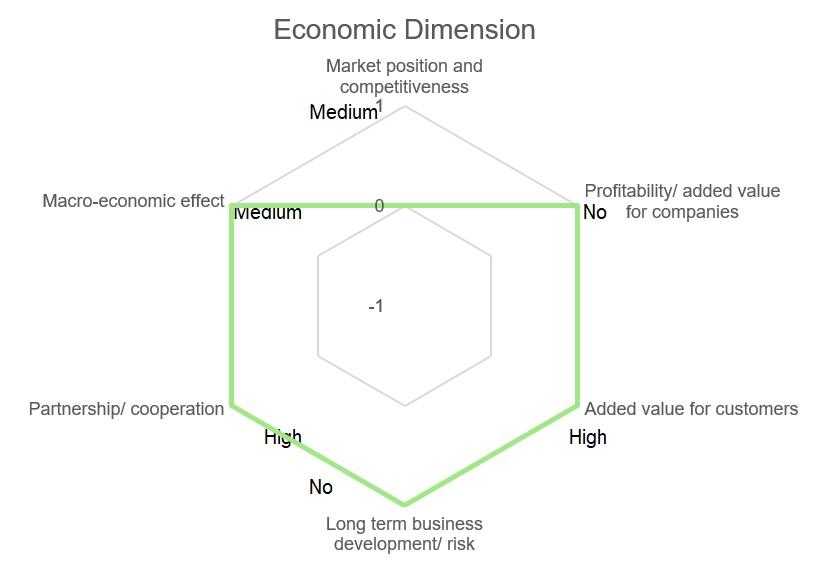 Economic Dimension
Market position and
competitiveness
1
Medium
Macro-economic effect
Medium
0
Profitability/ added value
for companies
No
-1
Partnership/ cooperation
High
Added value for customers
High
No
Long term business
development/ risk